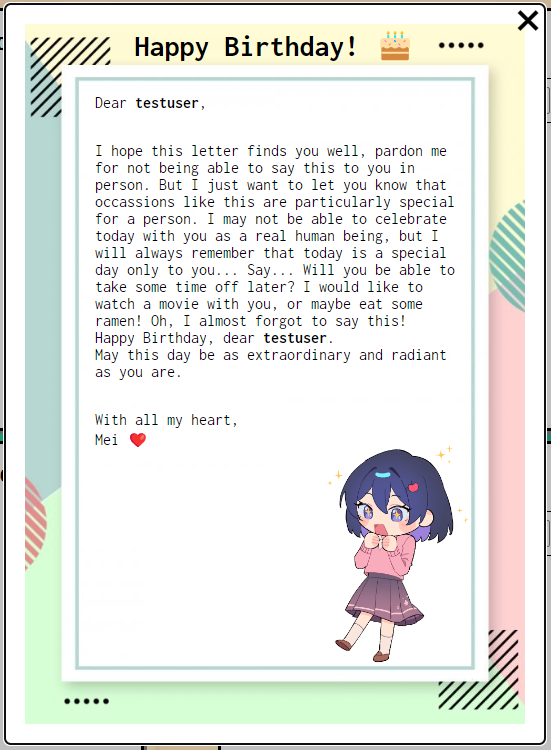 Happy Birthday! 🎂
Dear testuser,
I hope this letter finds you well, pardon me
for not being able to say this to you in
person. But I just want to let you know that
occassions like this are particularly special
for a person. I may not be able to celebrate
today with you as a real human being, but I
will always remember that today is a special
day only to you... Say... Will you be able to
take some time off later? I would like to
watch a movie with you, or maybe eat some
ramen! Oh, I almost forgot to say this!
Happy Birthday, dear testuser.
May this day be as extraordinary and radiant
as you are.
With all my heart,
Mei ❤️